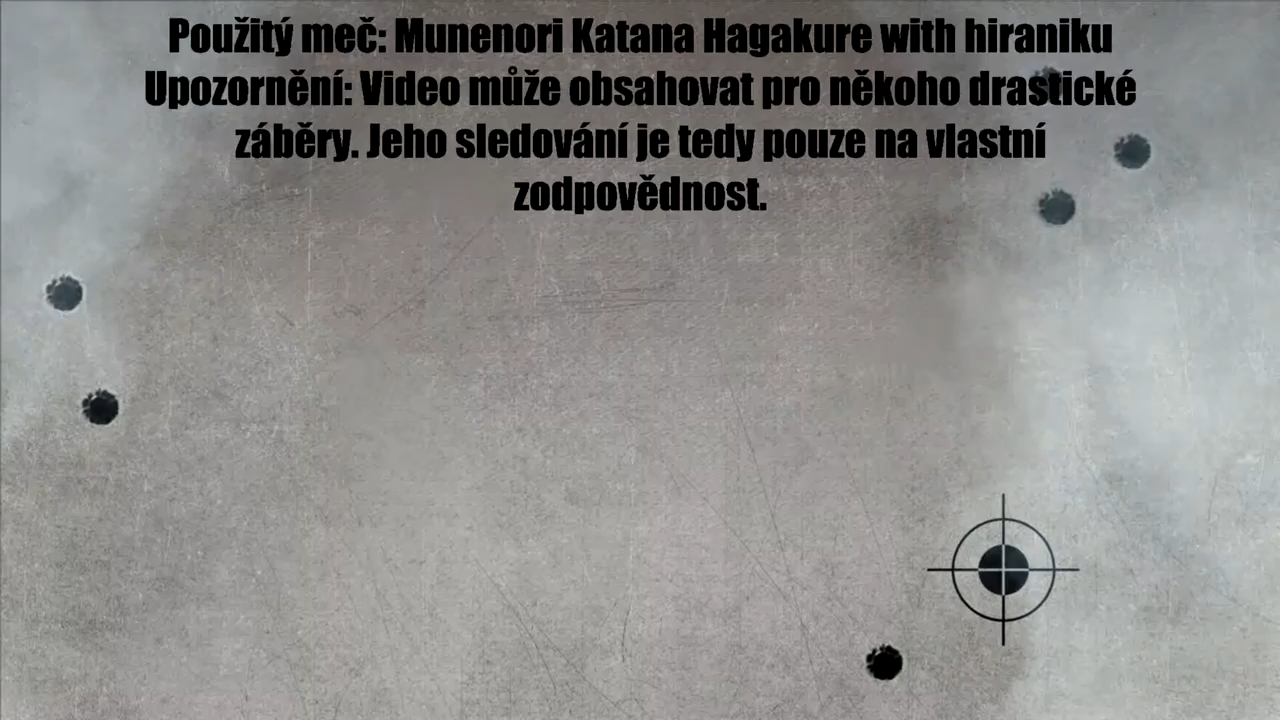 Použitý meč: Munenori Katana Hagakure with hiraniku
Upozornění: Video může obsahovat pro někoho drastické
záběry. Jeho sledování je tedy pouze na vlastní
zodpovědnost.